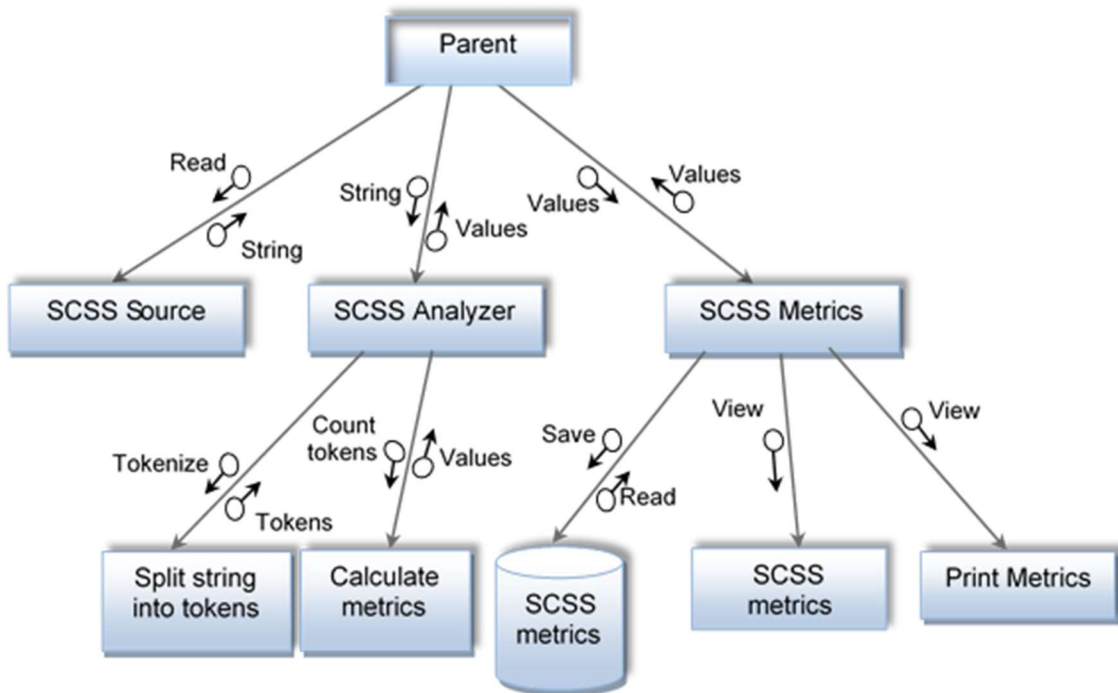 Parent
Read
String
String
Values
Values
Values
SCSS Source
SCSS Analyzer
SCSS Metrics
Tokenize
Tokens
Count
tokens
Values
Save
Read
View
View
Split string
into tokens
Calculate
metrics
SCSS
metrics
SCSS
metrics
Print Metrics